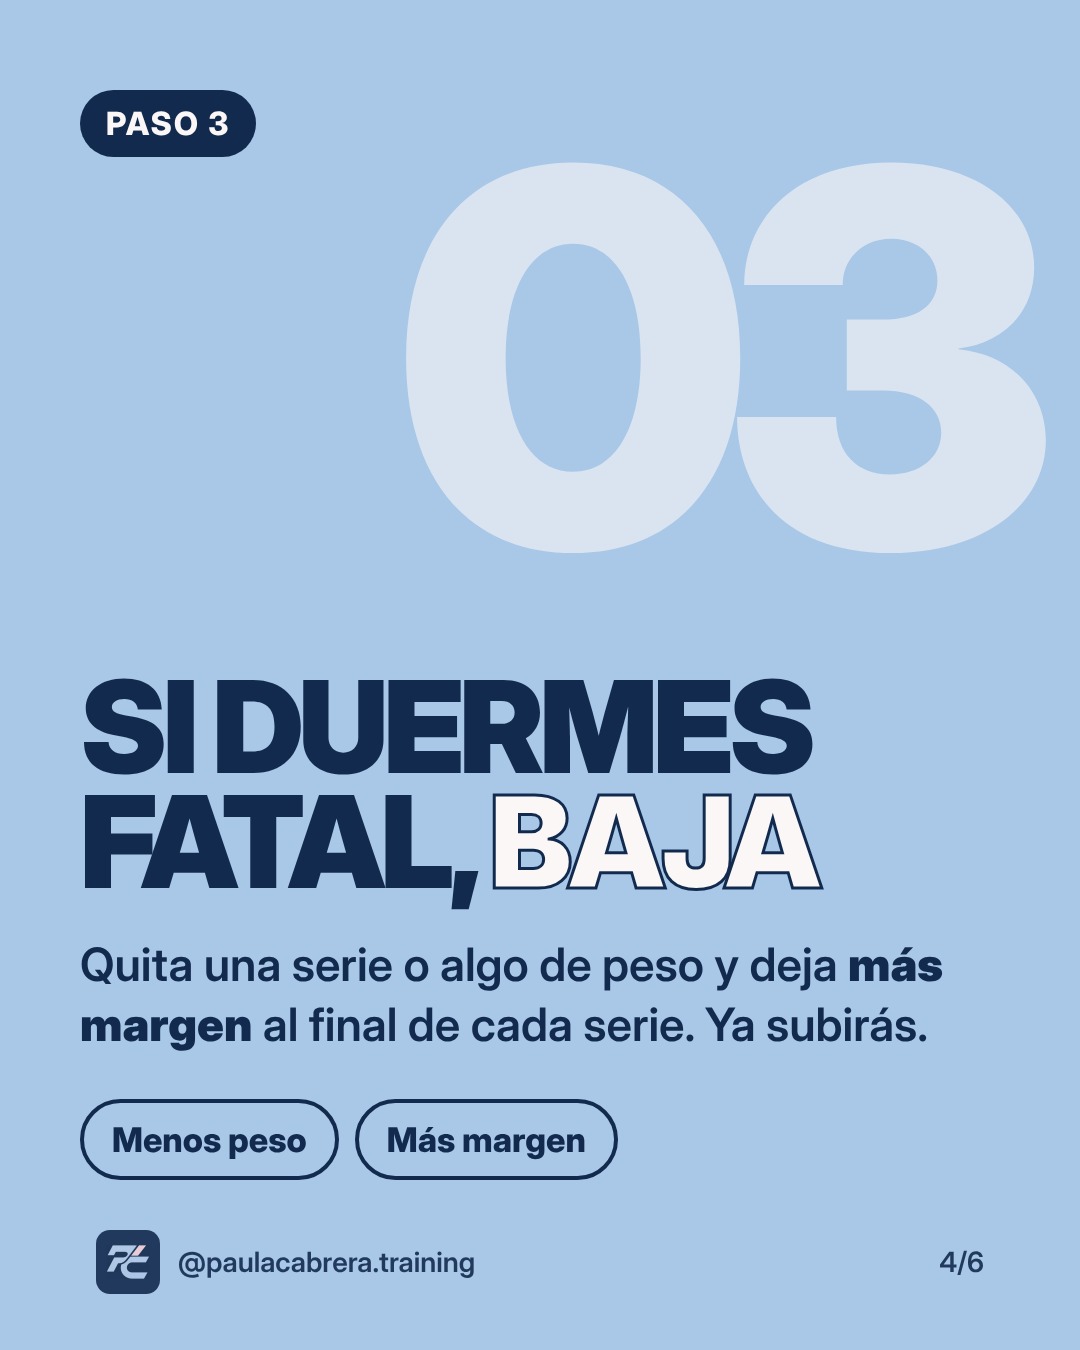 PASO 3
03
SI DUERMES
FATAL, BAJA
Quita una serie o algo de peso y deja más
margen al final de cada serie. Ya subirás.
Menos peso
Más margen
PC
@paulacabrera.training
4/6